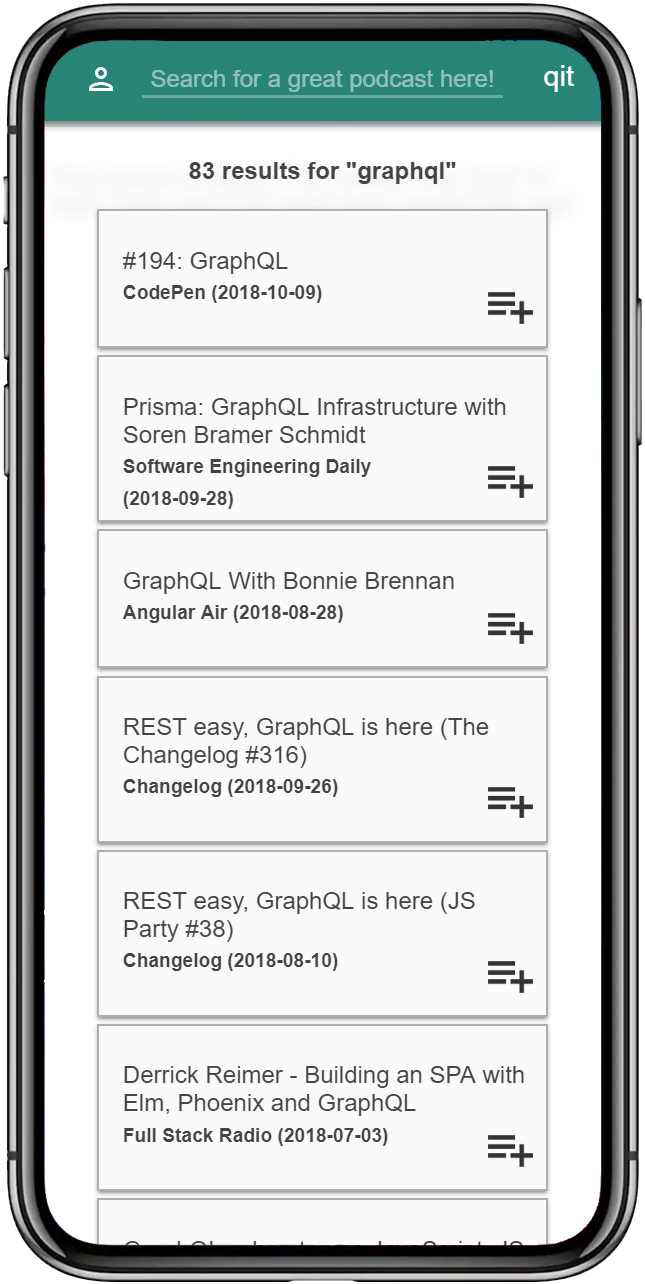 Search for a great podcast here!
qit
83 results for "graphql"
#194: GraphQL
CodePen (2018-10-09)
Prisma: GraphQL Infrastructure with
Soren Bramer Schmidt
Software Engineering Daily
(2018-09-28)
GraphQL With Bonnie Brennan
Angular Air (2018-08-28)
REST easy, GraphQL is here (The
Changelog #316)
Changelog (2018-09-26)
REST easy, GraphQL is here (JS
Party #38)
Changelog (2018-08-10)
Derrick Reimer - Building an SPA with
Elm, Phoenix and GraphQL
Full Stack Radio (2018-07-03)